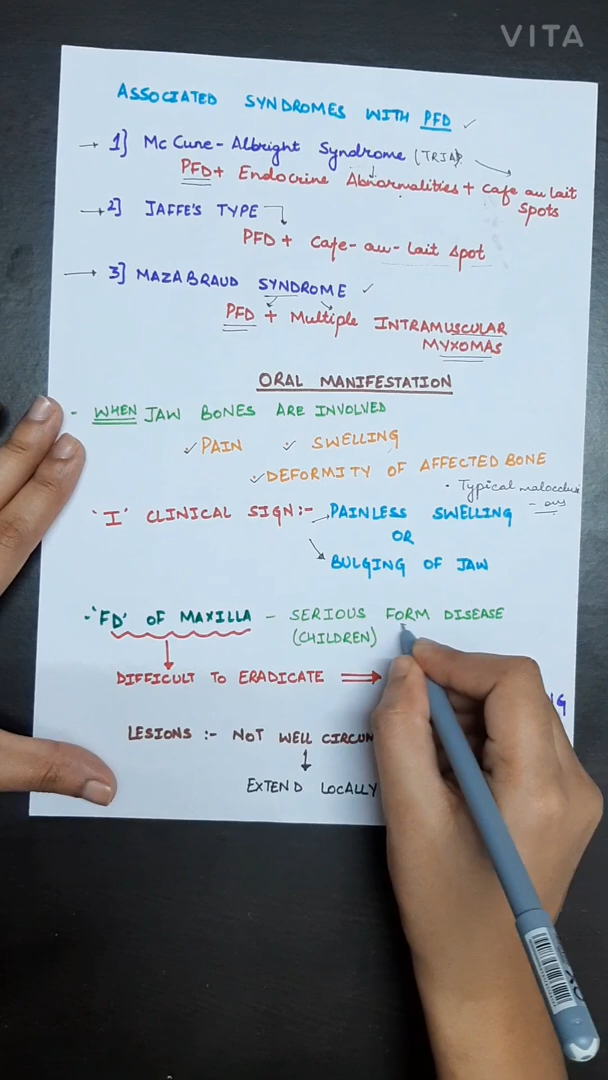 VITA
ASSOCIATED SYNDROMES WITH PFD
1] Mc Cune-Albright Syndrome (TRIAD)
PFD + Endocrine Abnormalities + cafe au lait
spots
2] JAFFE'S TYPE
PFD + Cafe-au-lait spot
3] MAZABRAUD SYNDROME
PFD + Multiple INTRAMUSCULAR
MYXOMAS
ORAL MANIFESTATION
- WHEN JAW BONES ARE INVOLVED
PAIN SWELLING
DEFORMITY OF AFFECTED BONE
• Typical
'I' CLINICAL SIGN:- PAINLESS SWELLING
OR
BULGING OF JAW
-'FD' OF MAXILLA - SERIOUS FORM DISEASE
(CHILDREN)
DIFFICULT TO ERADICATE
LESIONS :- NOT WELL CIRCUM
EXTEND LOCALLY